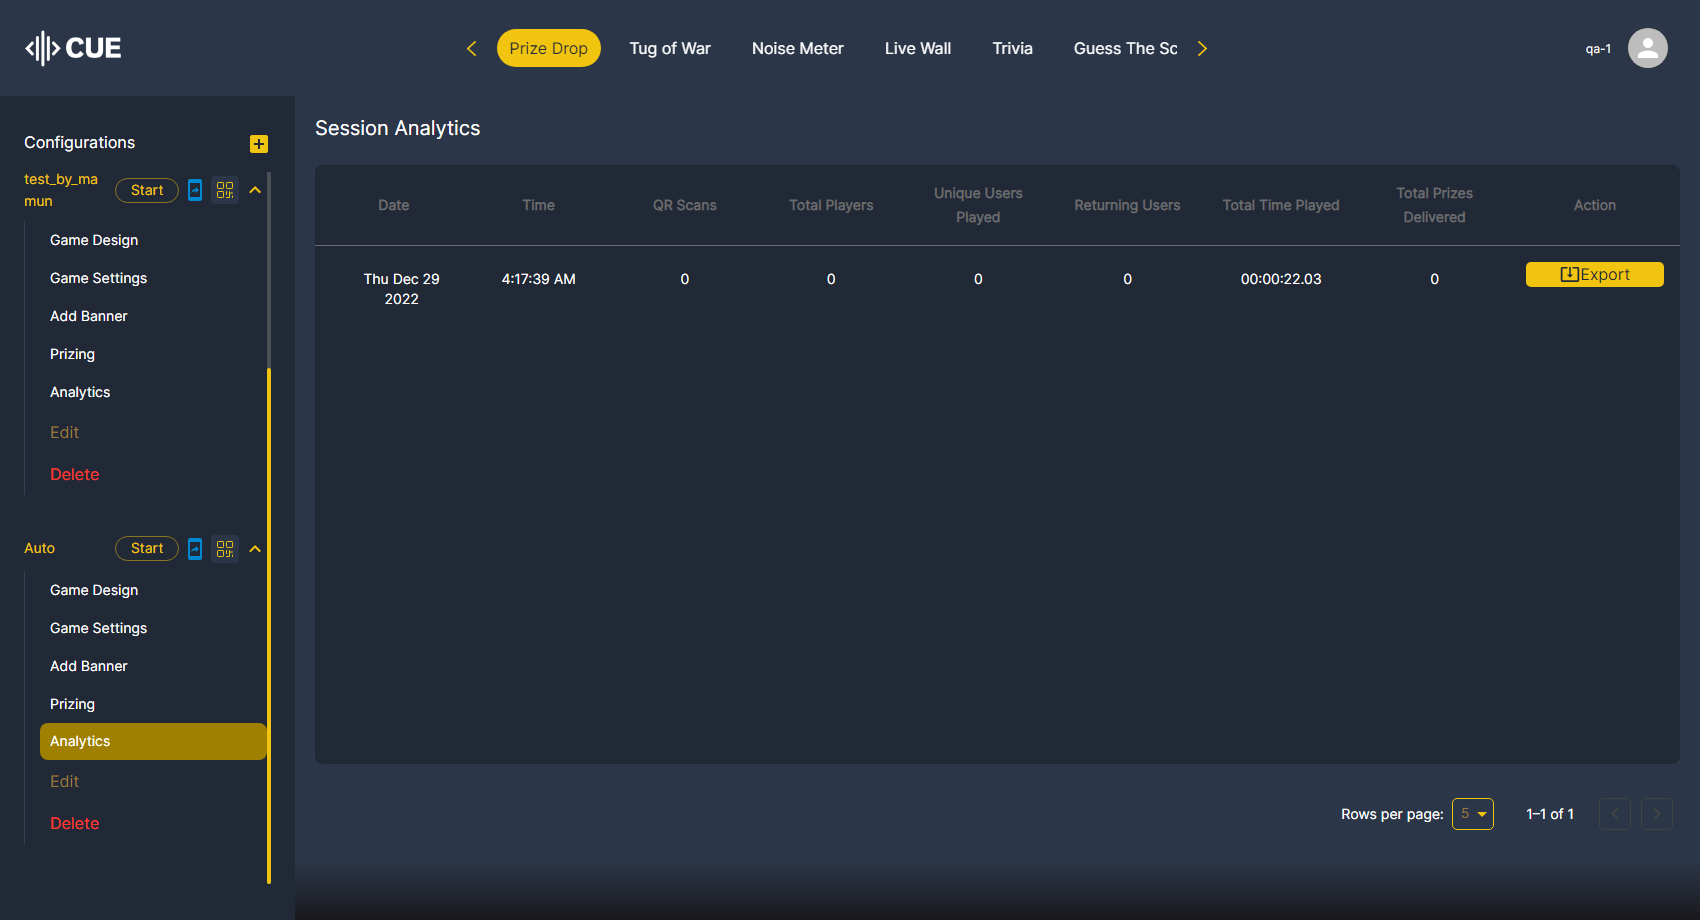 CUE
Prize Drop
Tug of War
Noise Meter
Live Wall
Trivia
Guess The Sc
qa-1
Configurations
test_by_ma
mun
Start
Game Design
Game Settings
Add Banner
Prizing
Analytics
Edit
Delete
Auto
Start
Game Design
Game Settings
Add Banner
Prizing
Analytics
Edit
Delete
Session Analytics
Date
Time
QR Scans
Total Players
Unique Users
Played
Returning Users
Total Time Played
Total Prizes
Delivered
Action
Thu Dec 29
2022
4:17:39 AM
0
0
0
0
00:00:22.03
0
Export
Rows per page:
5
1–1 of 1